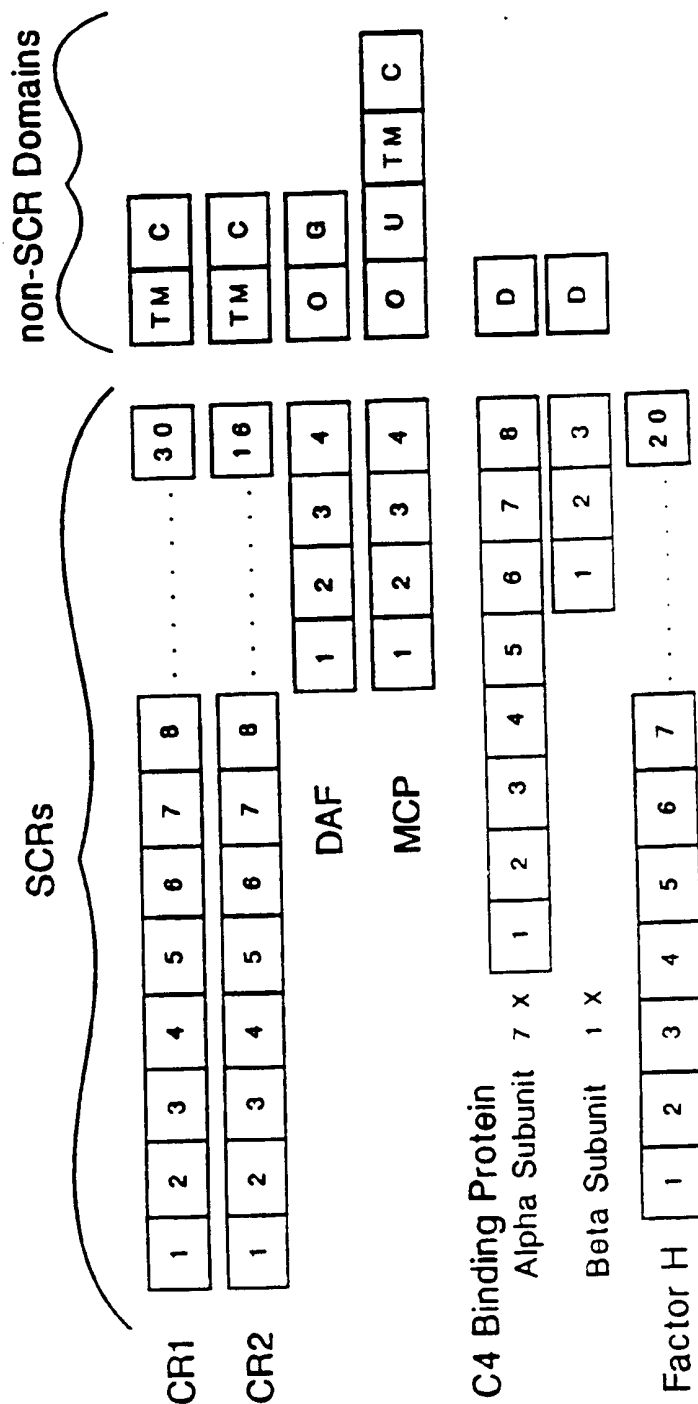 SCRs non-SCR Domains
CR1 1 2 3 4 5 6 7 8 ........ 30 TM C
CR2 1 2 3 4 5 6 7 8 ........ 16 TM C
DAF 1 2 3 4 O G
MCP 1 2 3 4 O U TM C
C4 Binding Protein
Alpha Subunit 7 X 1 2 3 4 5 6 7 8 D
Beta Subunit 1 X 1 2 3 D
Factor H 1 2 3 4 5 6 7 ........ 20